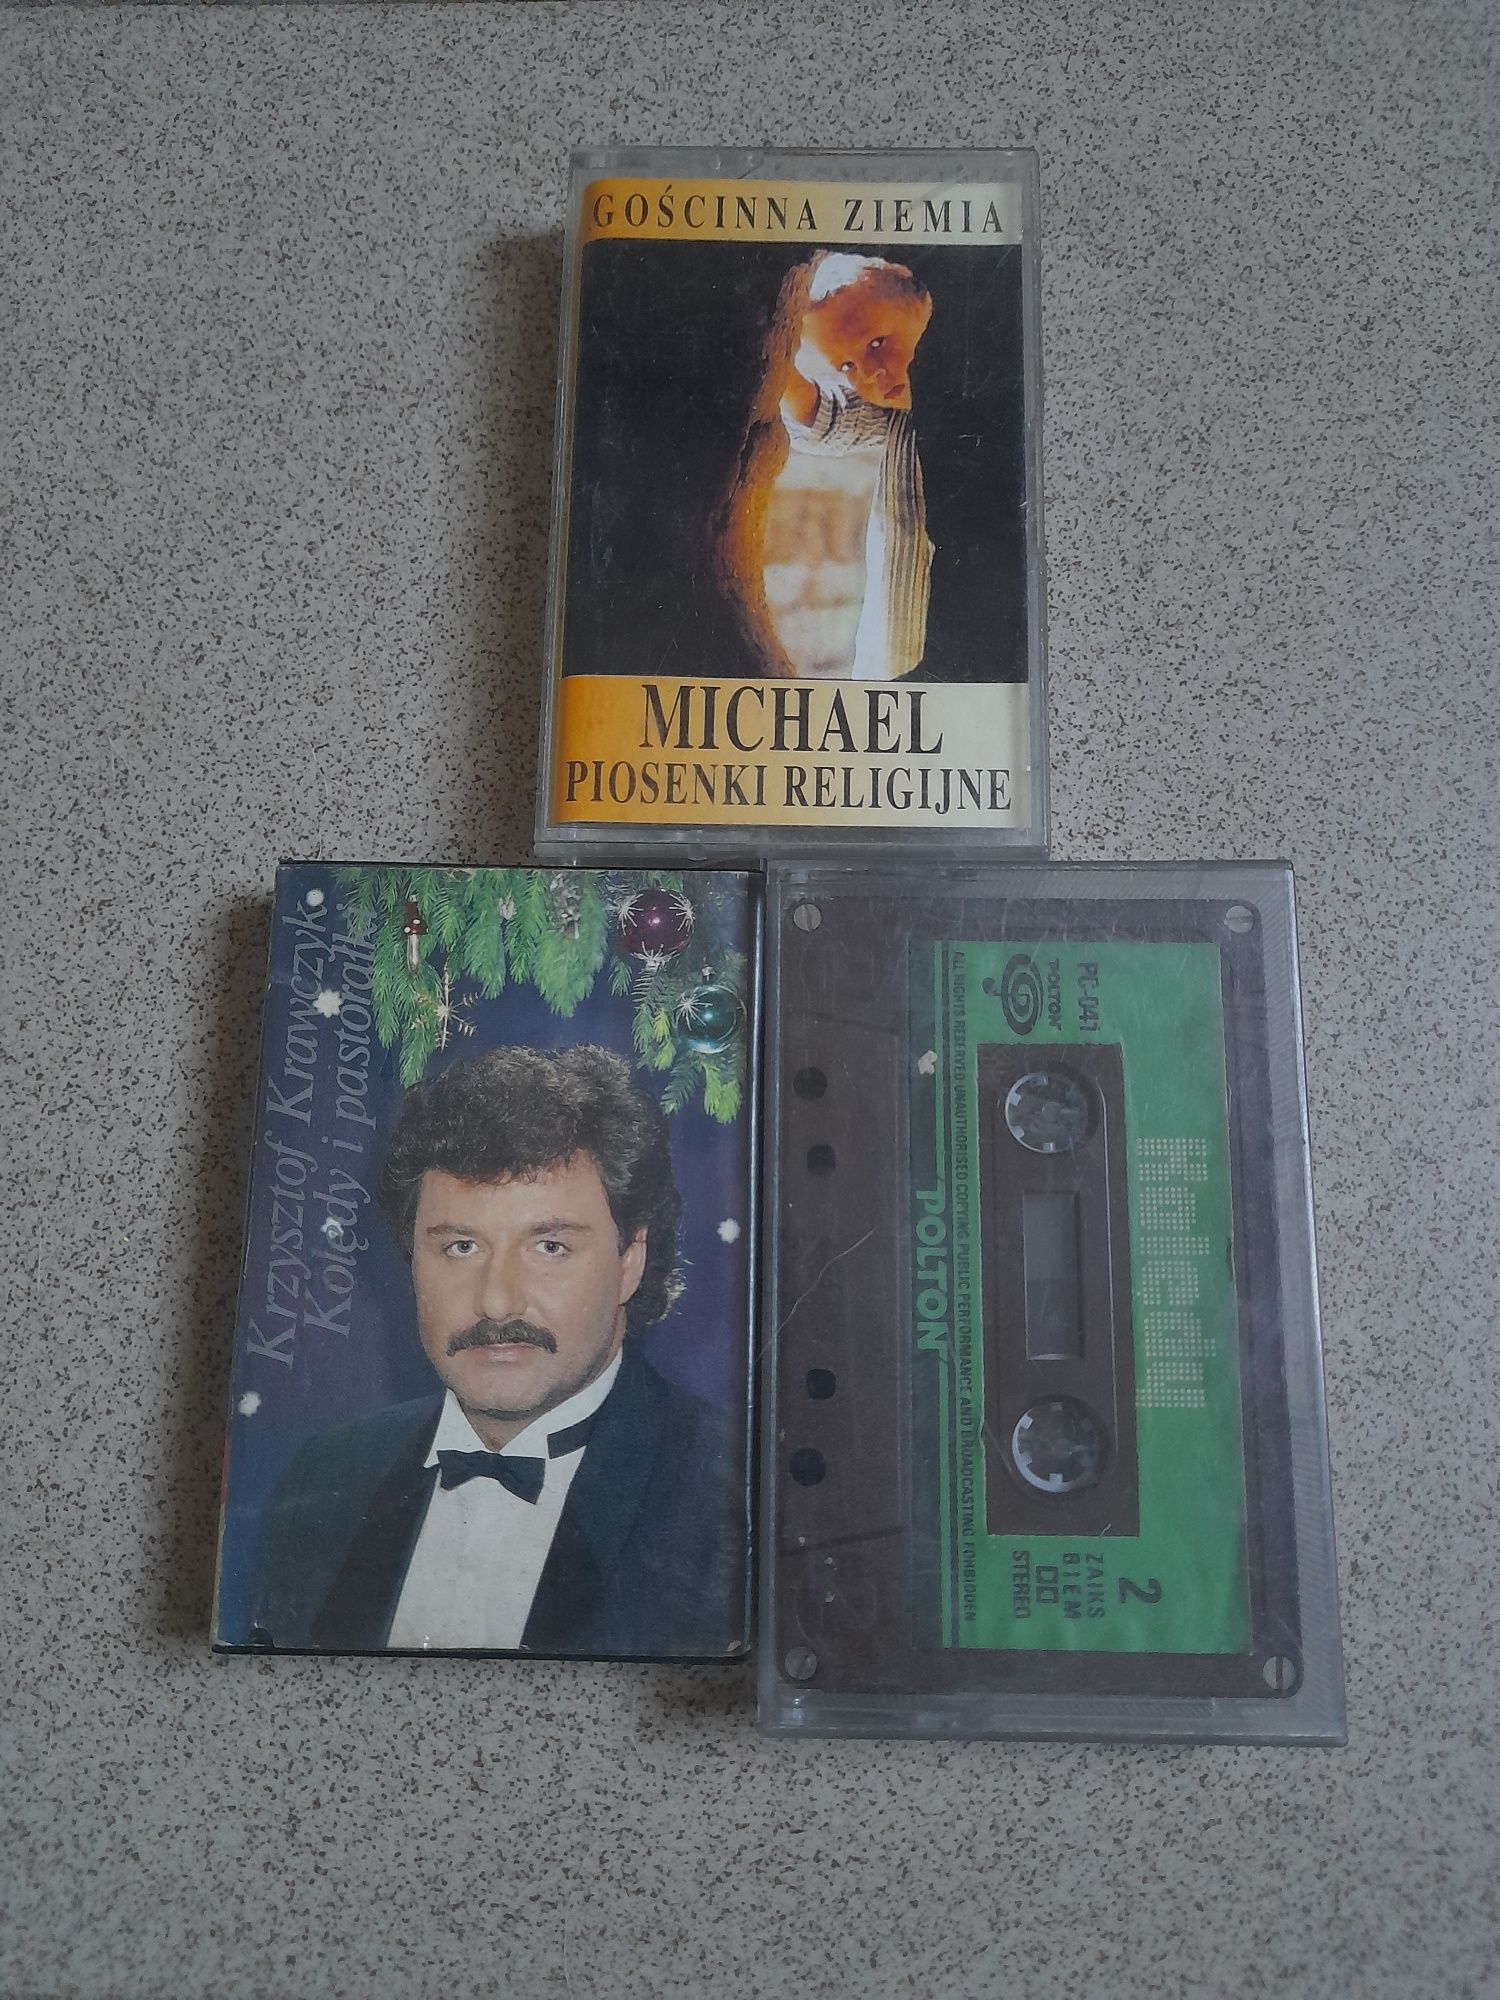 GOŚCINNA ZIEMIA
MICHAEL
PIOSENKI RELIGIJNE
Krzysztof Krawczyk
Kolędy i pastorałki
Kolędy
PC-041
POLTON
2
ZAIKS
BIEM
STEREO
ALL RIGHTS RESERVED·UNAUTHORISED COPYING PUBLIC PERFORMANCE AND BROADCASTING FORBIDDEN
POLTON